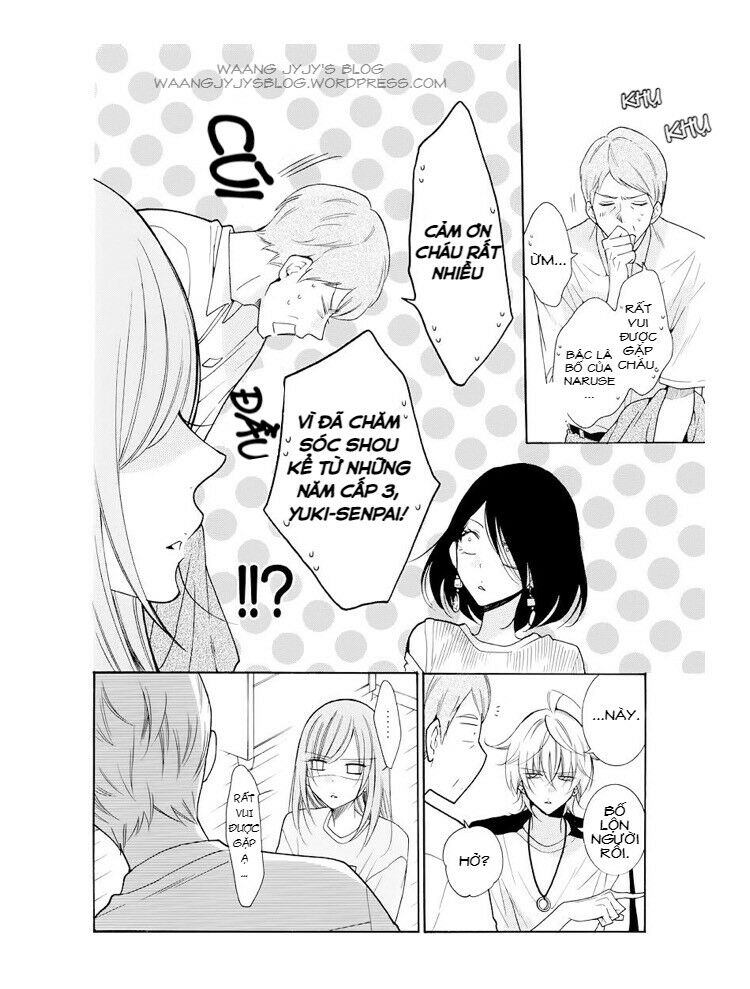 WAANG JYJY'S BLOG
WAANGJYJYSBLOG.WORDPRESS.COM
KHỤ
KHỤ
ỪM...
RẤT
VUI
ĐƯỢC
GẶP
CHÁU,
BÁC LÀ
BỐ CỦA
NARUSE
...
CÚI
CẢM ƠN
CHÁU RẤT
NHIỀU
ĐẦU
VÌ ĐÃ CHĂM
SÓC SHOU
KỂ TỪ NHỮNG
NĂM CẤP 3,
YUKI-SENPAI!
!!?
...NÀY.
BỐ
LỘN
NGƯỜI
RỒI.
HỞ?
......
RẤT
VUI
ĐƯỢC
GẶP
Ạ
...